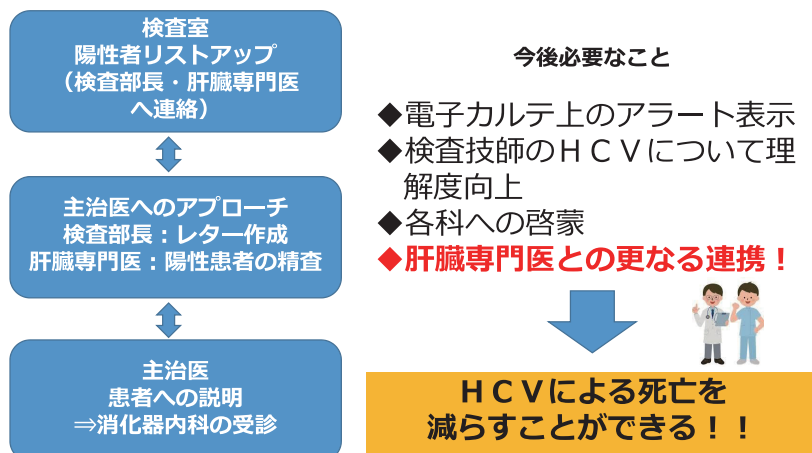 検査室
陽性者リストアップ
（検査部長・肝臓専門医
へ連絡）
主治医へのアプローチ
検査部長：レター作成
肝臓専門医：陽性患者の精査
主治医
患者への説明
⇒消化器内科の受診
今後必要なこと
◆電子カルテ上のアラート表示
◆検査技師のＨＣＶについて理
解度向上
◆各科への啓蒙
◆肝臓専門医との更なる連携！
ＨＣＶによる死亡を
減らすことができる！！